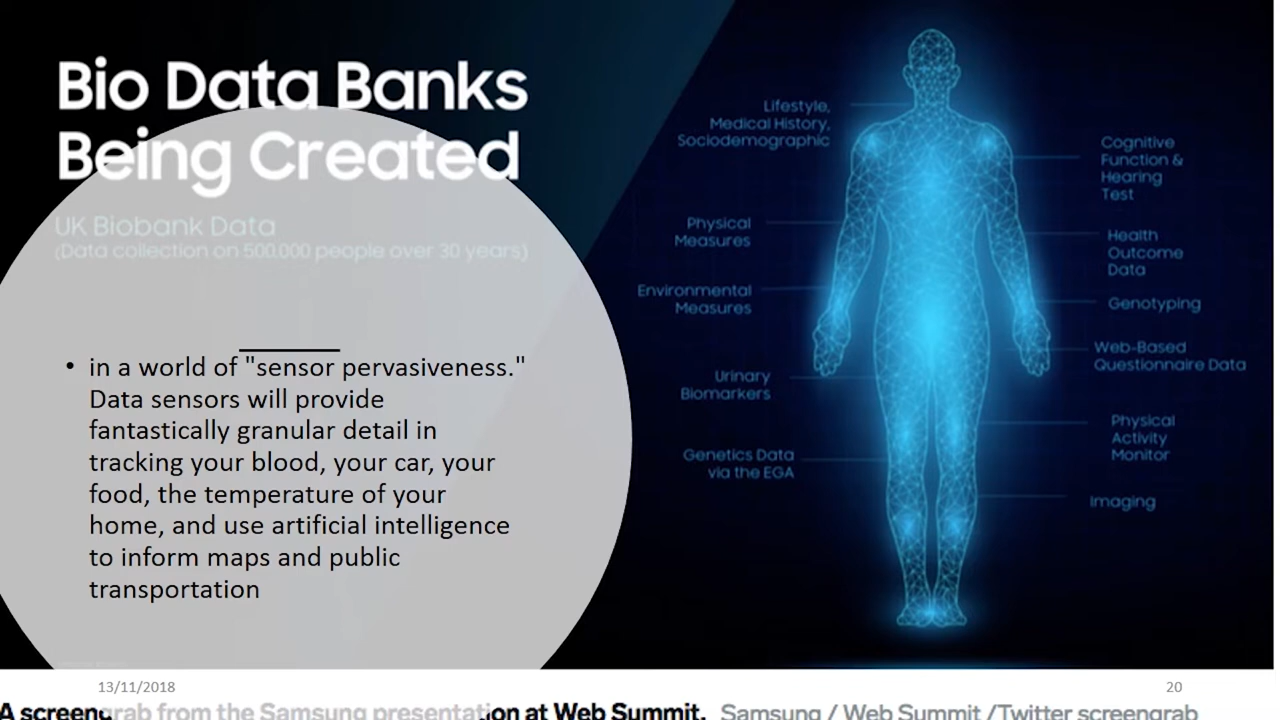 Bio Data Banks
Being Created
UK Biobank Data
(Data collection on 500.000 people over 30 years)
• in a world of "sensor pervasiveness."
Data sensors will provide
fantastically granular detail in
tracking your blood, your car, your
food, the temperature of your
home, and use artificial intelligence
to inform maps and public
transportation
Lifestyle,
Medical History,
Sociodemographic
Physical
Measures
Environmental
Measures
Urinary
Biomarkers
Genetics Data
via the EGA
Cognitive
Function &
Hearing
Test
Health
Outcome
Data
Genotyping
Web-Based
Questionnaire Data
Physical
Activity
Monitor
Imaging
13/11/2018
20
A screengrab from the Samsung presentation at Web Summit. Samsung / Web Summit /Twitter screengrab